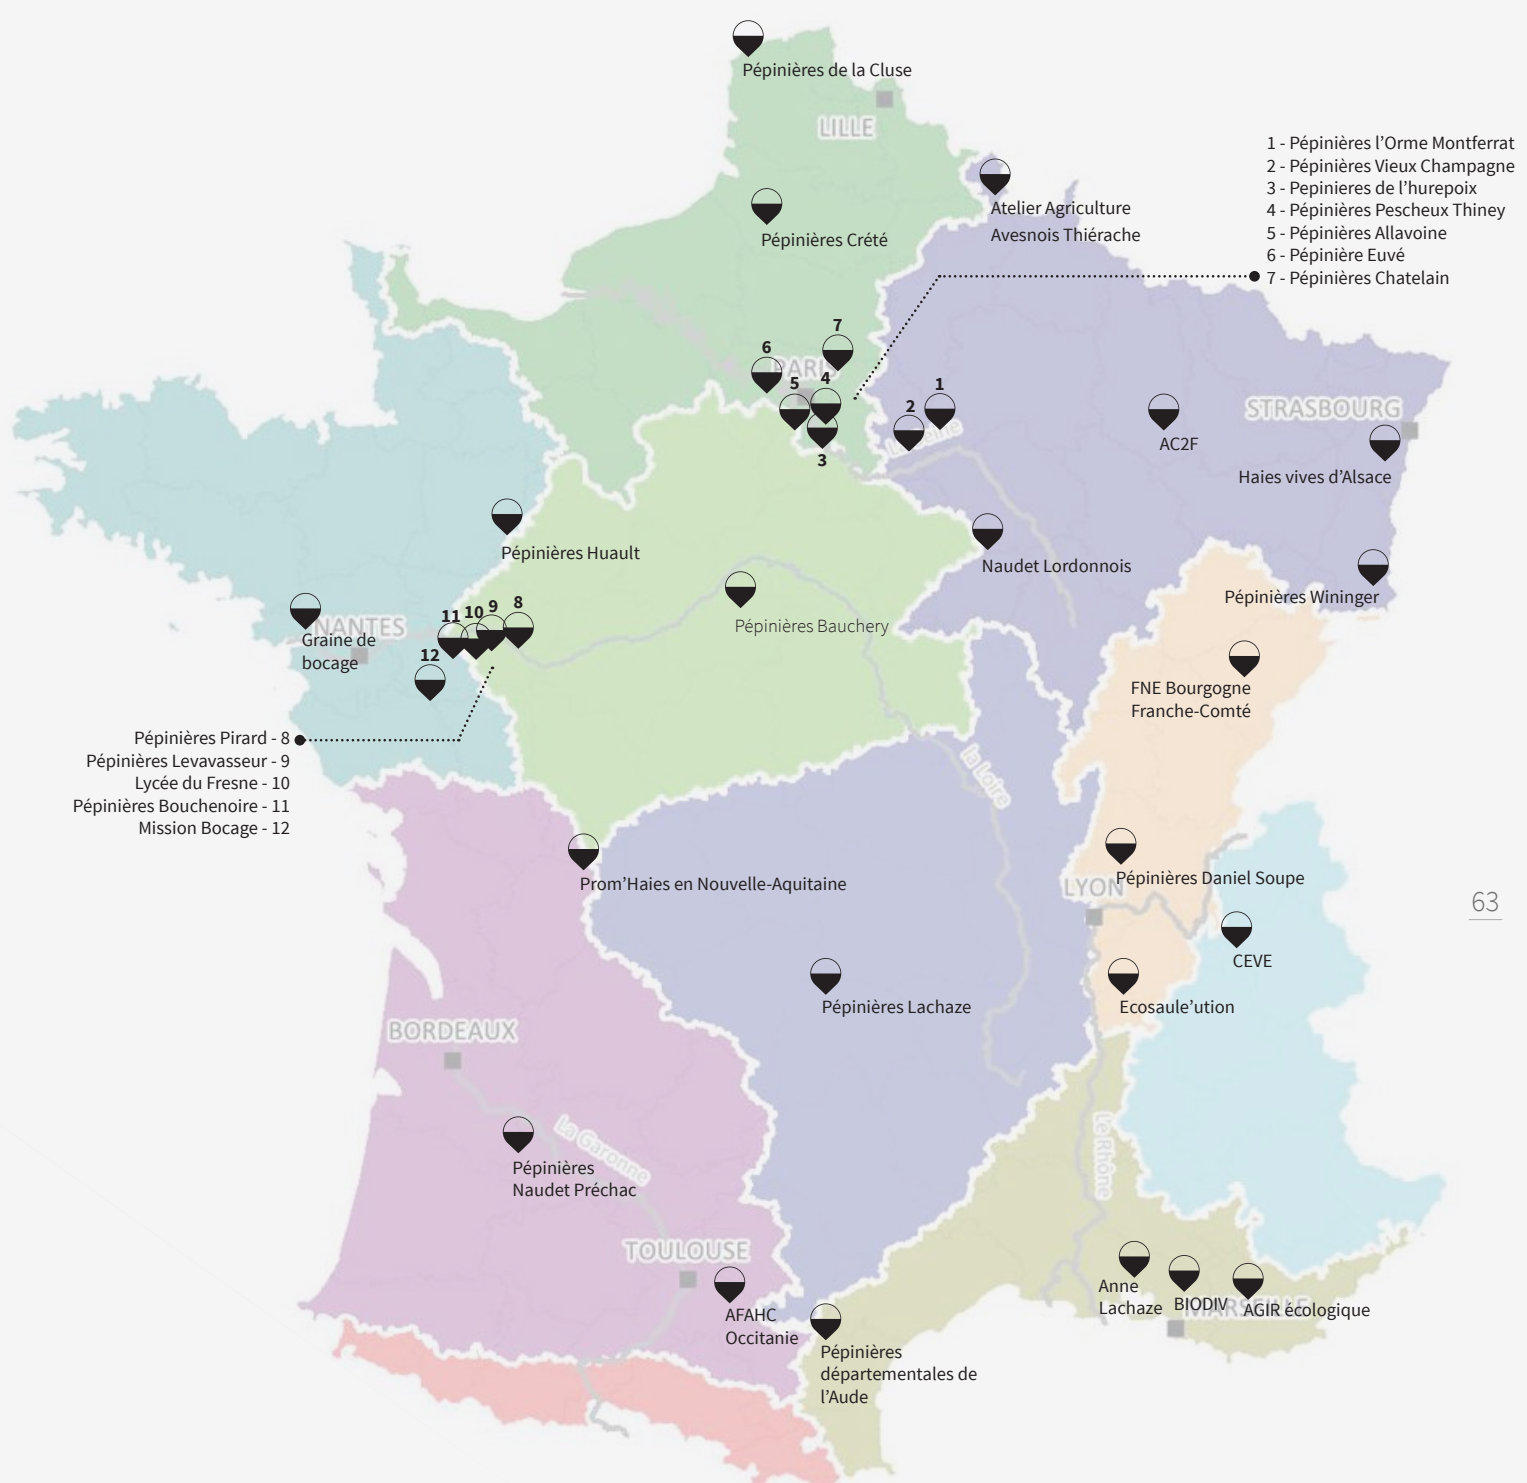 Pépinières de la Cluse
LILLE
1 - Pépinières l’Orme Montferrat
2 - Pépinières Vieux Champagne
3 - Pepinieres de l’hurepoix
4 - Pépinières Pescheux Thiney
5 - Pépinières Allavoine
6 - Pépinière Euvé
7 - Pépinières Chatelain
Atelier Agriculture
Avesnois Thiérache
Pépinières Crété
7
6
PARIS
5
4
3
1
2
STRASBOURG
AC2F
Haies vives d’Alsace
Pépinières Huault
Naudet Lordonnois
Pépinières Wininger
Graine de
bocage
NANTES
11
10
9
8
12
Pépinières Bauchery
FNE Bourgogne
Franche-Comté
Pépinières Pirard - 8
Pépinières Levavasseur - 9
Lycée du Fresne - 10
Pépinières Bouchenoire - 11
Mission Bocage - 12
la Loire
Prom’Haies en Nouvelle-Aquitaine
Pépinières Daniel Soupe
LYON
63
CEVE
Pépinières Lachaze
Ecosaule’ution
BORDEAUX
La Garonne
Le Rhône
Pépinières
Naudet Préchac
TOULOUSE
AFAHC
Occitanie
Pépinières
départementales de
l’Aude
Anne
Lachaze
BIODIV
MARSEILLE
AGIR écologique